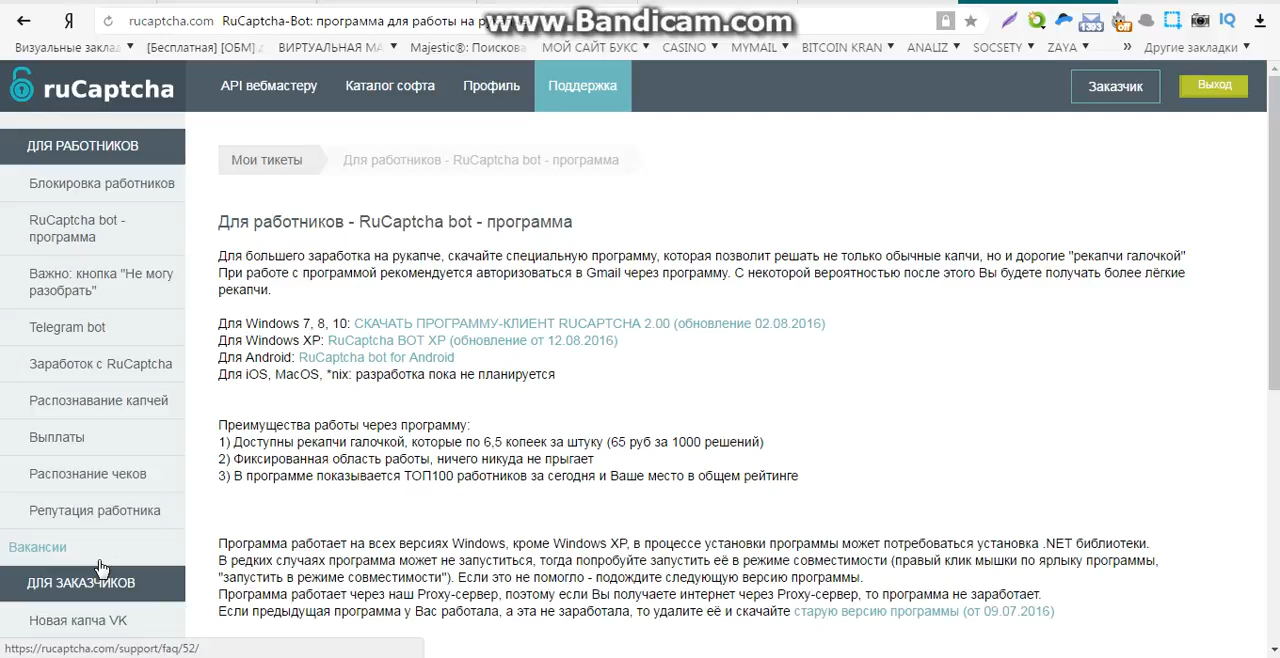 rucaptcha.com RuCaptcha-Bot: программа для работы на
www.Bandicam.com
1393
off
IQ
Визуальные заклад
[Бесплатная] [ОБМ]
ВИРТУАЛЬНАЯ МА
Majestic®: Поискова
МОЙ САЙТ БУКС
CASINO
MYMAIL
BITCOIN KRAN
ANALIZ
SOCSETY
ZAYA
»
Другие закладки
ruCaptcha
API вебмастеру
Каталог софта
Профиль
Поддержка
Заказчик
Выход
ДЛЯ РАБОТНИКОВ
Блокировка работников
RuCaptcha bot -
программа
Важно: кнопка "Не могу
разобрать"
Telegram bot
Заработок с RuCaptcha
Распознавание капчей
Выплаты
Распознание чеков
Репутация работника
Вакансии
ДЛЯ ЗАКАЗЧИКОВ
Новая капча VK
https://rucaptcha.com/support/faq/52/
Мои тикеты
Для работников - RuCaptcha bot - программа
Для работников - RuCaptcha bot - программа
Для большего заработка на рукапче, скачайте специальную программу, которая позволит решать не только обычные капчи, но и дорогие "рекапчи галочкой"
При работе с программой рекомендуется авторизоваться в Gmail через программу. С некоторой вероятностью после этого Вы будете получать более лёгкие
рекапчи.
Для Windows 7, 8, 10: СКАЧАТЬ ПРОГРАММУ-КЛИЕНТ RUCAPTCHA 2.00 (обновление 02.08.2016)
Для Windows XP: RuCaptcha BOT XP (обновление от 12.08.2016)
Для Android: RuCaptcha bot for Android
Для iOS, MacOS, *nix: разработка пока не планируется
Преимущества работы через программу:
1) Доступны рекапчи галочкой, которые по 6,5 копеек за штуку (65 руб за 1000 решений)
2) Фиксированная область работы, ничего никуда не прыгает
3) В программе показывается ТОП100 работников за сегодня и Ваше место в общем рейтинге
Программа работает на всех версиях Windows, кроме Windows XP, в процессе установки программы может потребоваться установка .NET библиотеки.
В редких случаях программа может не запуститься, тогда попробуйте запустить её в режиме совместимости (правый клик мышки по ярлыку программы,
"запустить в режиме совместимости"). Если это не помогло - подождите следующую версию программы.
Программа работает через наш Proxy-сервер, поэтому если Вы получаете интернет через Proxy-сервер, то программа не заработает.
Если предыдущая программа у Вас работала, а эта не заработала, то удалите её и скачайте старую версию программы (от 09.07.2016)